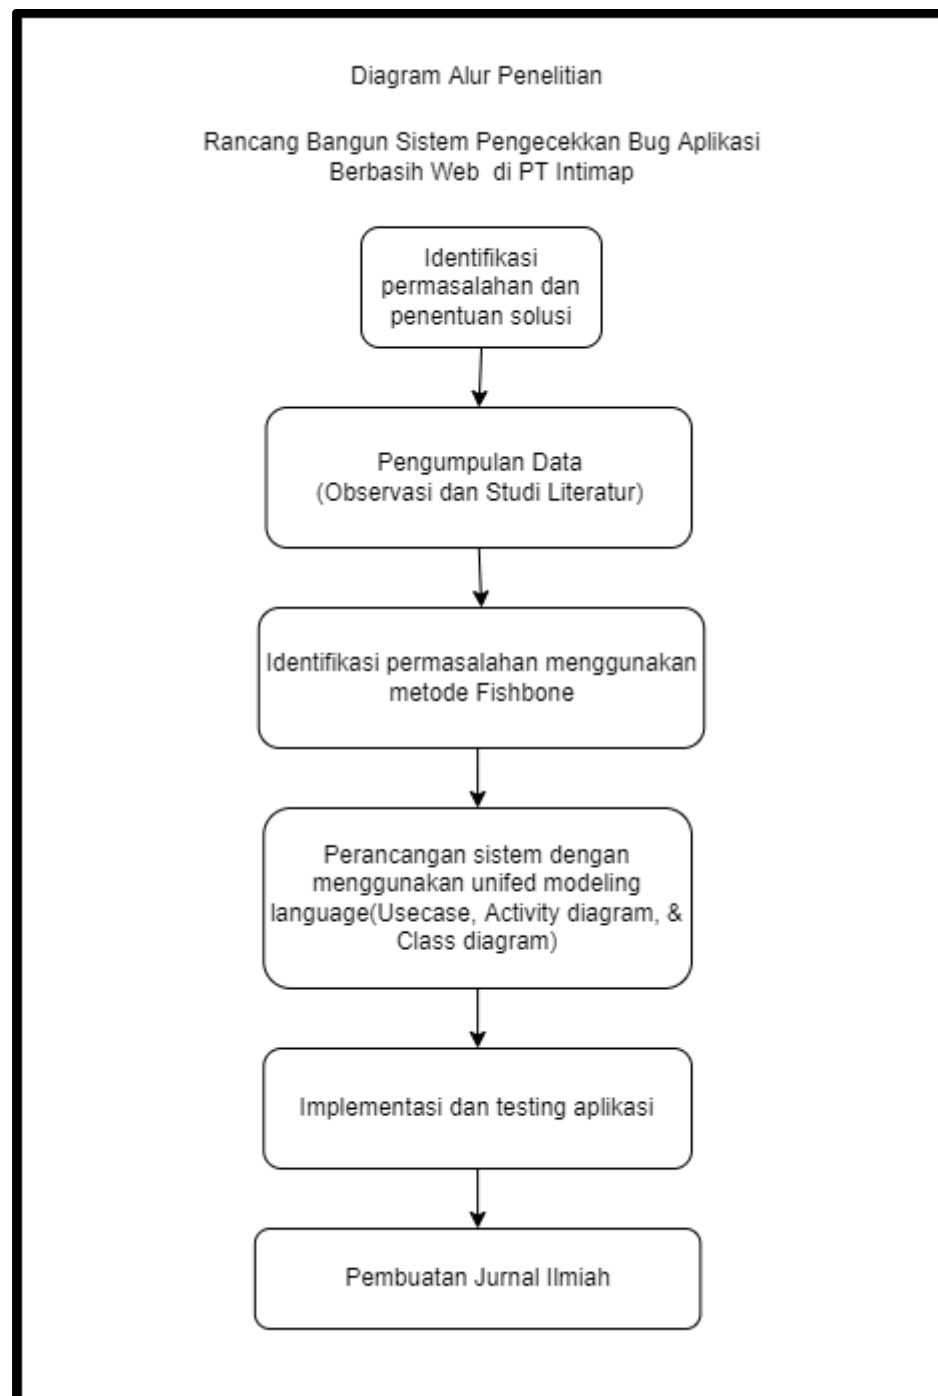 Diagram Alur Penelitian
Rancang Bangun Sistem Pengecekkan Bug Aplikasi
Berbasih Web di PT Intimap
Identifikasi
permasalahan dan
penentuan solusi
Pengumpulan Data
(Observasi dan Studi Literatur)
Identifikasi permasalahan menggunakan
metode Fishbone
Perancangan sistem dengan
menggunakan unifed modeling
language(Usecase, Activity diagram, &
Class diagram)
Implementasi dan testing aplikasi
Pembuatan Jurnal Ilmiah